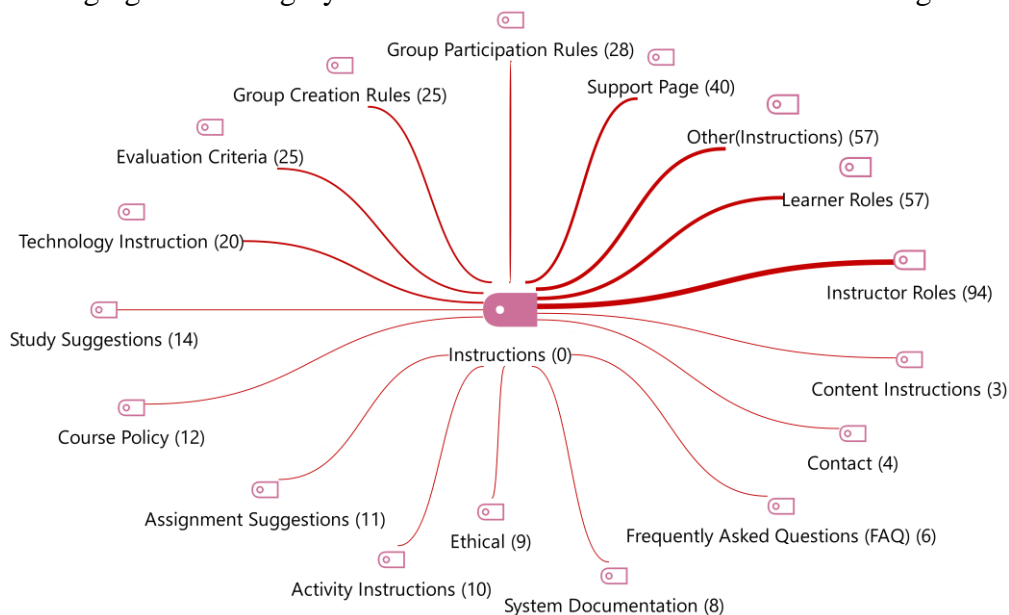 Group Participation Rules (28)
Support Page (40)
Group Creation Rules (25)
Other(Instructions) (57)
Evaluation Criteria (25)
Learner Roles (57)
Technology Instruction (20)
Instructor Roles (94)
Study Suggestions (14)
Instructions (0)
Content Instructions (3)
Course Policy (12)
Contact (4)
Assignment Suggestions (11)
Frequently Asked Questions (FAQ) (6)
Ethical (9)
Activity Instructions (10)
System Documentation (8)